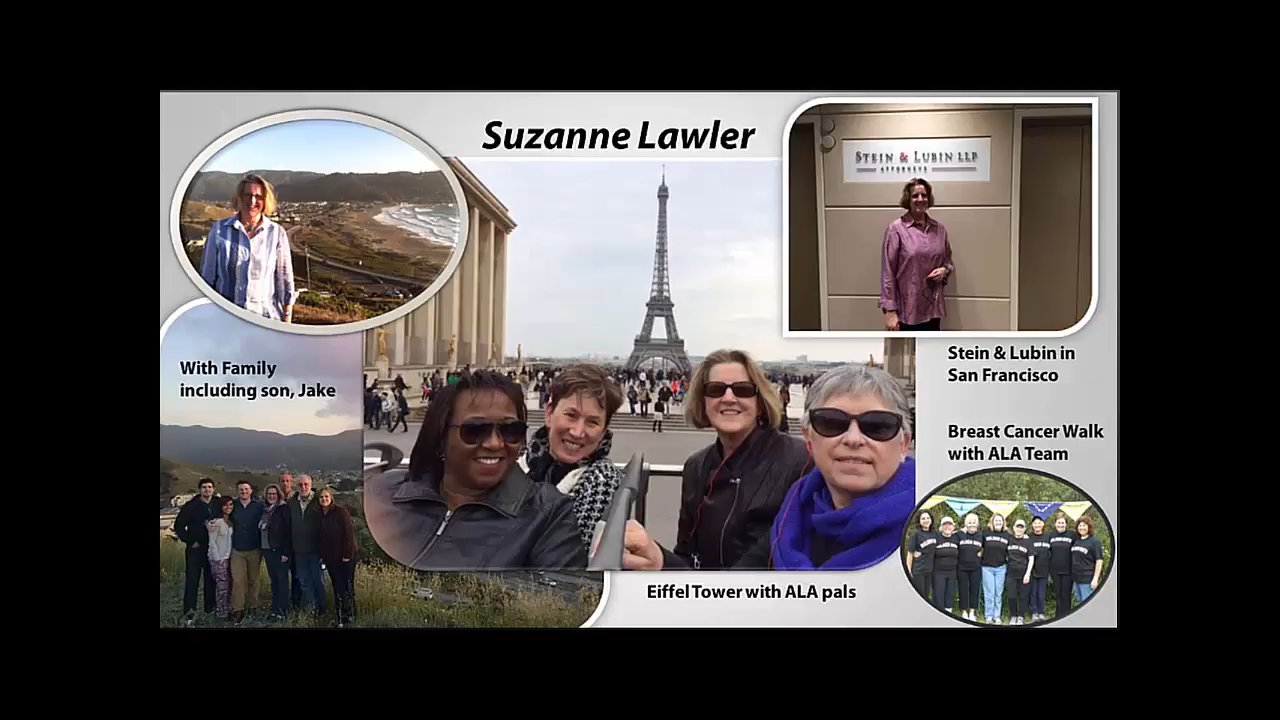 Suzanne Lawler
STEIN & LUBIN LLP
ATTORNEYS
With Family
including son, Jake
Stein & Lubin in
San Francisco
Breast Cancer Walk
with ALA Team
Eiffel Tower with ALA pals